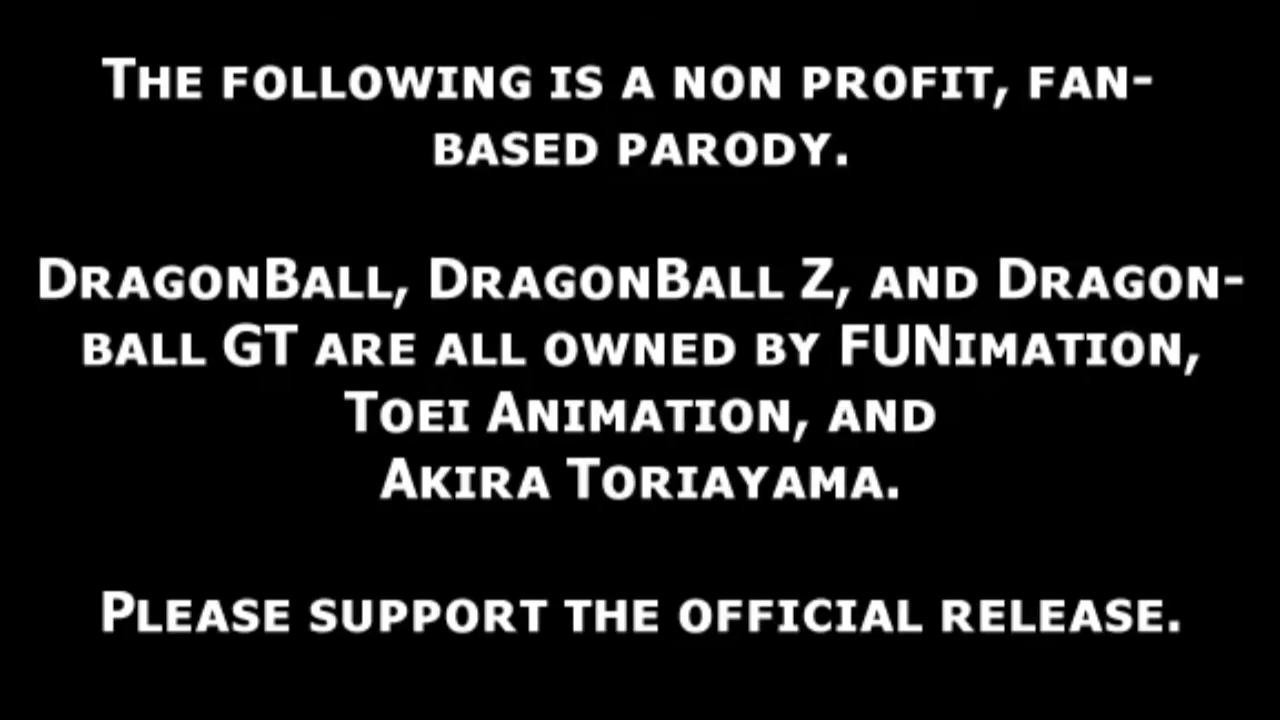 The following is a non profit, fan-
based parody.
DragonBall, DragonBall Z, and Dragon-
ball GT are all owned by FUNimation,
Toei Animation, and
Akira Toriayama.
Please support the official release.